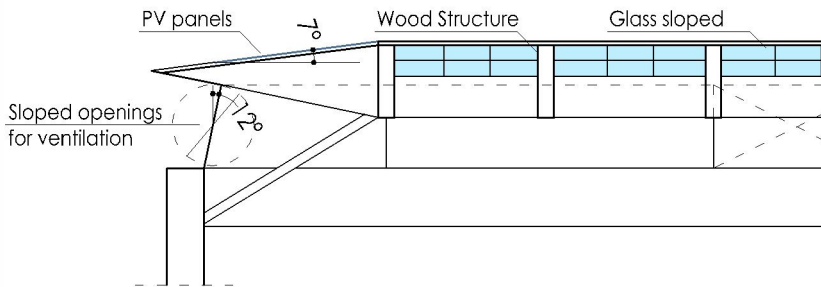 PV panels
7°
Wood Structure
Glass sloped
Sloped openings
for ventilation
12°